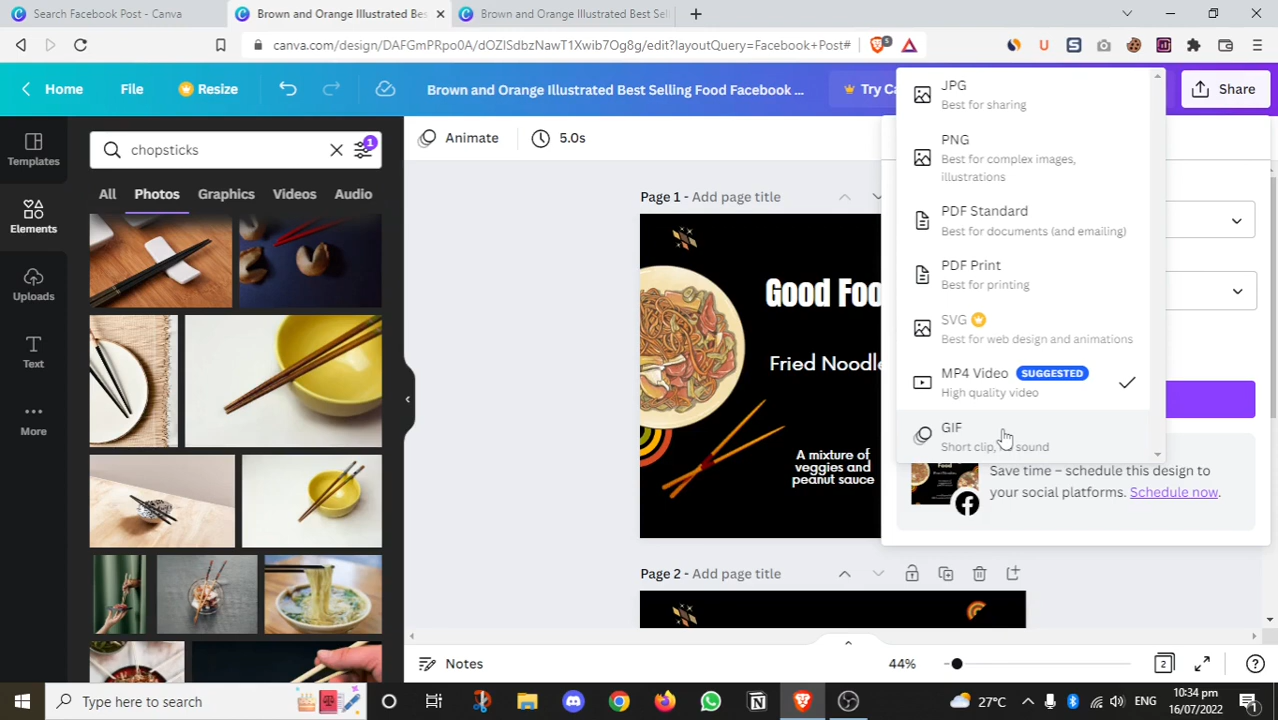 Search Facebook Post - Canva
Brown and Orange Illustrated Bes
Brown and Orange Illustrated Best Sell
canva.com/design/DAFGmPRpo0A/dOZISdbzNawT1Xwib7Og8g/edit?layoutQuery=Facebook+Post#
Home
File
Resize
Brown and Orange Illustrated Best Selling Food Facebook ...
Try Ca
Share
Templates
Elements
Uploads
Text
More
chopsticks
1
All
Photos
Graphics
Videos
Audio
Animate
5.0s
Page 1 - Add page title
Good Foo
Fried Noodle
A mixture of
veggies and
peanut sauce
JPG
Best for sharing
PNG
Best for complex images,
illustrations
PDF Standard
Best for documents (and emailing)
PDF Print
Best for printing
SVG
Best for web design and animations
MP4 Video SUGGESTED
High quality video
GIF
Short clip, sound
Food
Save time – schedule this design to
your social platforms. Schedule now.
Page 2 - Add page title
Notes
44%
2
Type here to search
27°C
ENG
10:34 pm
16/07/2022
1